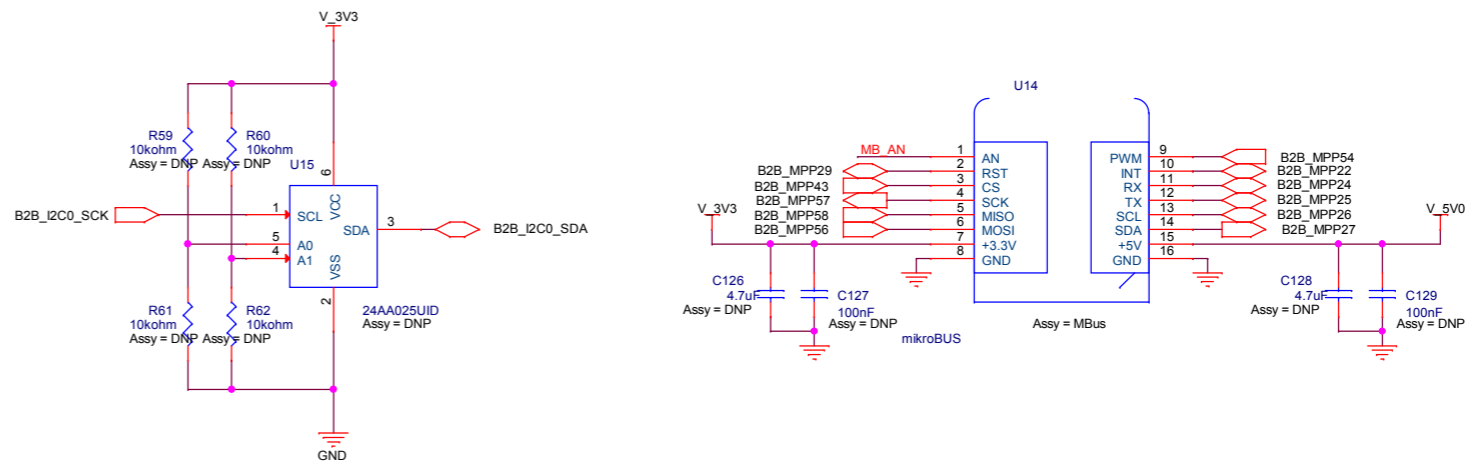 V_3V3
R59
10kohm
Assy = DNP
R60
10kohm
Assy = DNP
U15
6
VCC
B2B_I2C0_SCK
1
SCL
SDA
3
B2B_I2C0_SDA
5
A0
4
A1
VSS
2
R61
10kohm
Assy = DNP
R62
10kohm
Assy = DNP
24AA025UID
Assy = DNP
GND
U14
MB_AN
1
AN
B2B_MPP29
2
RST
B2B_MPP43
3
CS
B2B_MPP57
4
SCK
B2B_MPP58
5
MISO
B2B_MPP56
6
MOSI
7
+3.3V
8
GND
PWM
9
B2B_MPP54
INT
10
B2B_MPP22
RX
11
B2B_MPP24
TX
12
B2B_MPP25
SCL
13
B2B_MPP26
SDA
14
B2B_MPP27
+5V
15
GND
16
V_3V3
V_5V0
C126
4.7uF
Assy = DNP
C127
100nF
Assy = DNP
mikroBUS
Assy = MBus
C128
4.7uF
Assy = DNP
C129
100nF
Assy = DNP